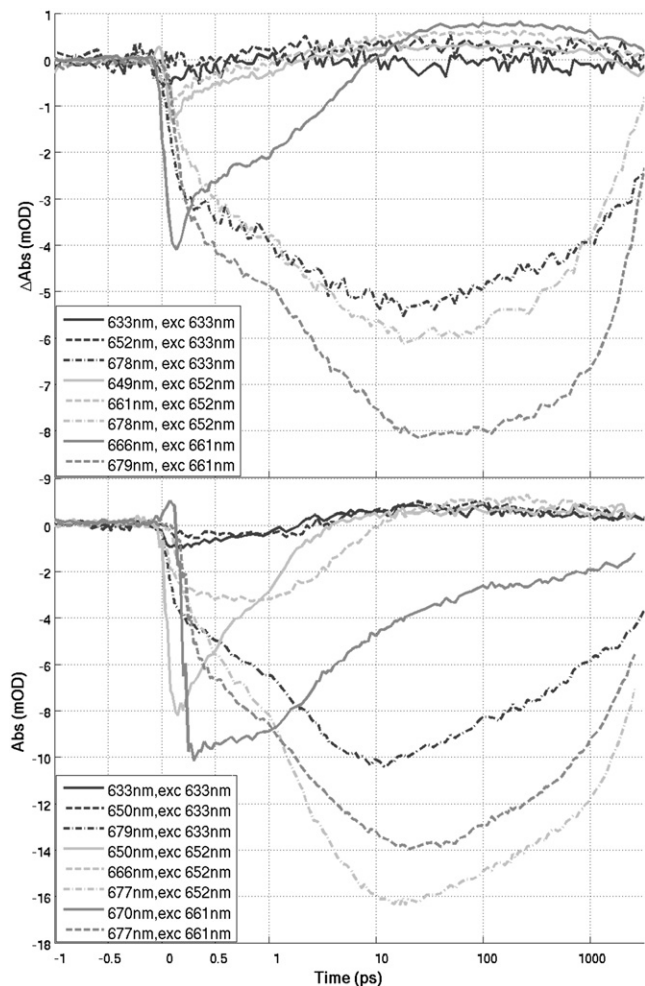 1
0
-1
-2
-3
-4
-5
-6
-7
-8
-9
ΔAbs (mOD)
633nm, exc 633nm
652nm, exc 633nm
678nm, exc 633nm
649nm, exc 652nm
661nm, exc 652nm
678nm, exc 652nm
666nm, exc 661nm
679nm, exc 661nm
0
-2
-4
-6
-8
-10
-12
-14
-16
-18
Abs (mOD)
633nm,exc 633nm
650nm,exc 633nm
679nm,exc 633nm
650nm,exc 652nm
666nm,exc 652nm
677nm,exc 652nm
670nm,exc 661nm
677nm,exc 661nm
-1 -0.5 0 0.5 1 10 100 1000
Time (ps)